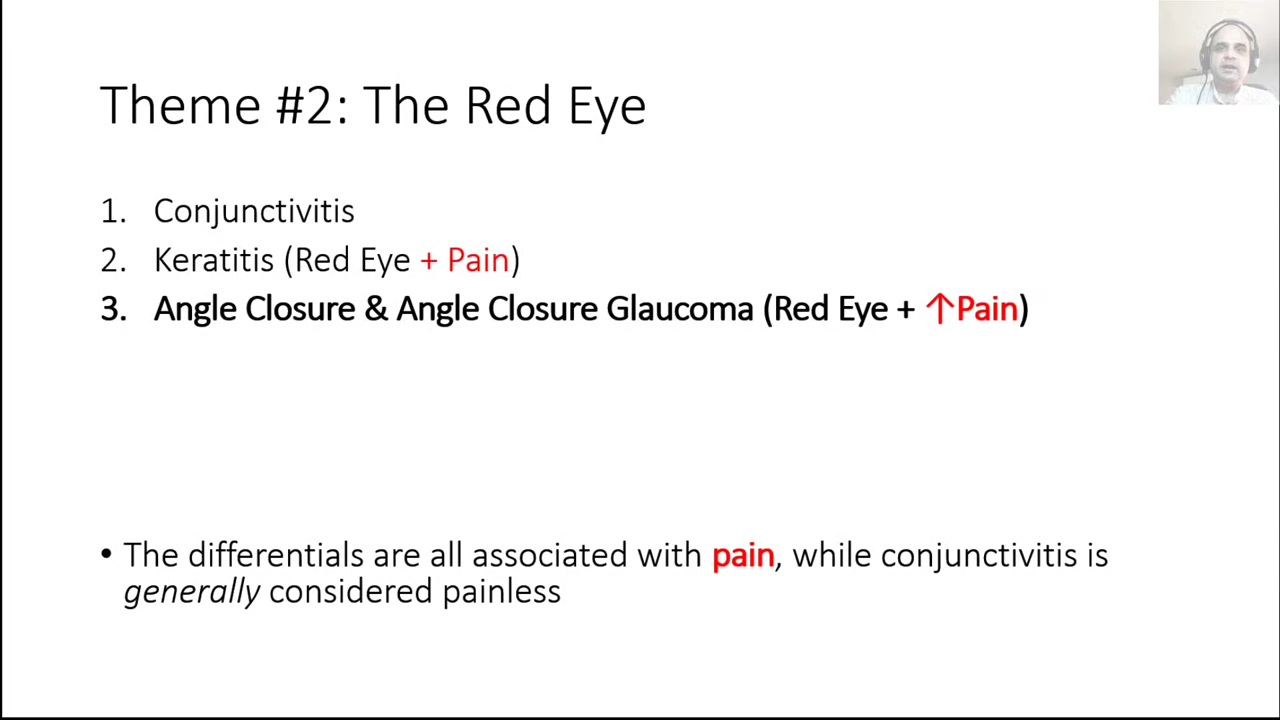 Theme #2: The Red Eye
1. Conjunctivitis
2. Keratitis (Red Eye + Pain)
3. Angle Closure & Angle Closure Glaucoma (Red Eye + ↑Pain)
• The differentials are all associated with pain, while conjunctivitis is
generally considered painless